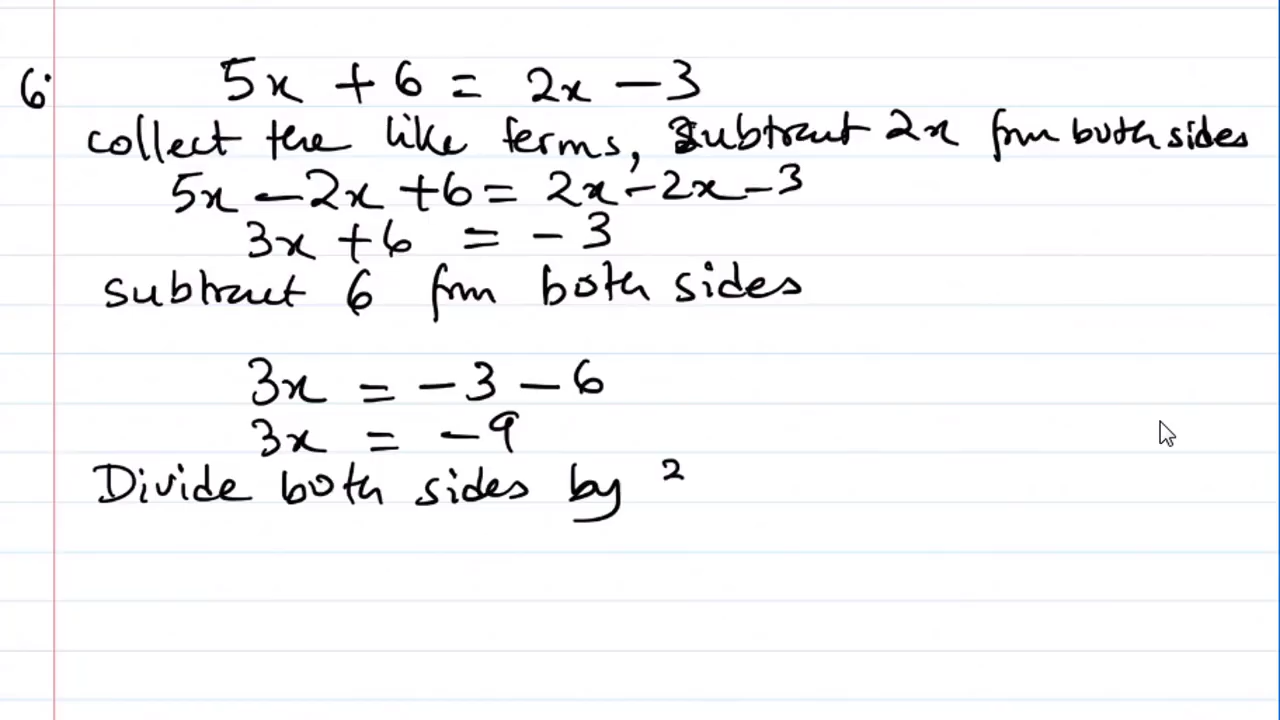 6. 5x + 6 = 2x - 3
collect the like terms, subtract 2x from both sides
5x - 2x + 6 = 2x - 2x - 3
3x + 6 = - 3
subtract 6 from both sides
3x = - 3 - 6
3x = - 9
Divide both sides by